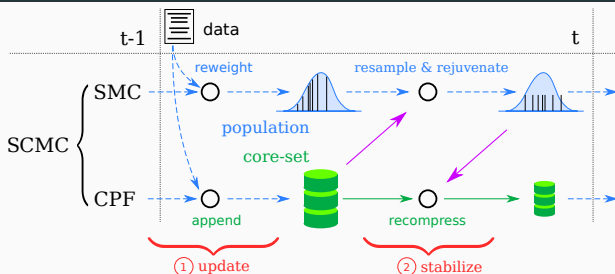 data
t-1
t
reweight
resample & rejuvenate
SMC
population
SCMC
core-set
CPF
append
recompress
1 update
2 stabilize